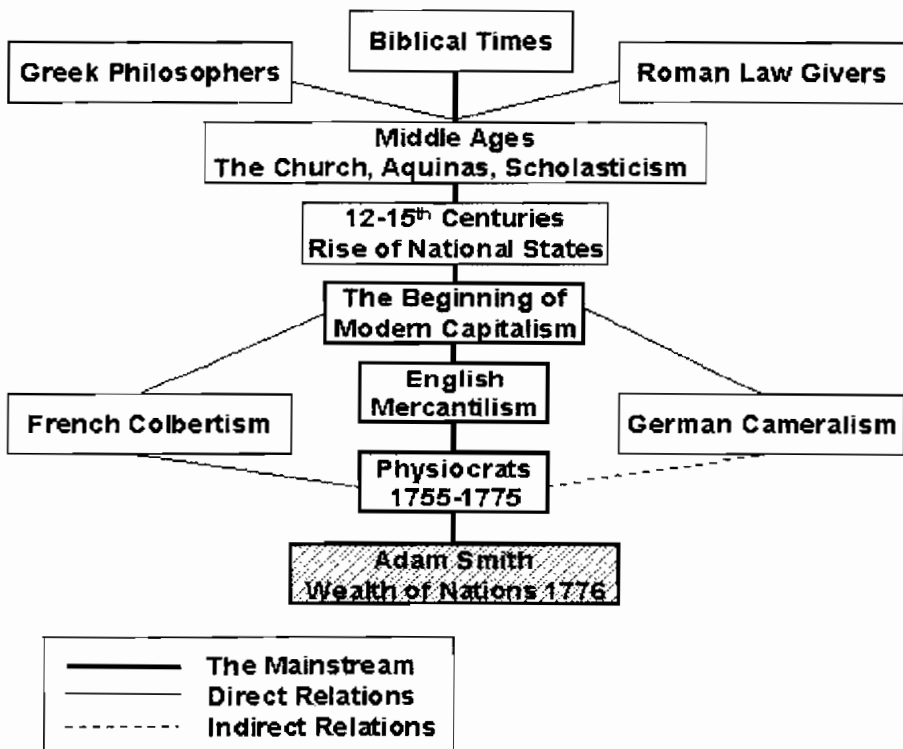 Biblical Times
Greek Philosophers
Roman Law Givers
Middle Ages
The Church, Aquinas, Scholasticism
12-15th Centuries
Rise of National States
The Beginning of
Modern Capitalism
English
Mercantilism
French Colbertism
German Cameralism
Physiocrats
1755-1775
Adam Smith
Wealth of Nations 1776
The Mainstream
Direct Relations
Indirect Relations